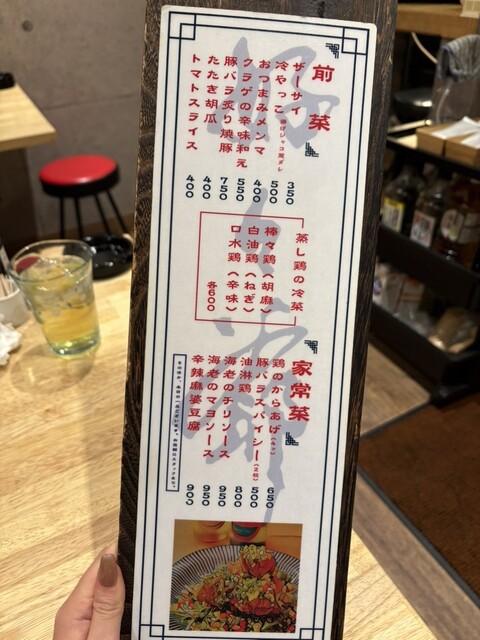 前菜
ザーサイ 350
冷やっこ 500
おつまみメンマ 400
クラゲの辛味和え 550
豚バラ炙り焼豚 750
たたき胡瓜 400
トマトスライス 400
蒸し鶏の冷菜
棒々鶏(胡麻)
白油鶏(ねぎ)
口水鶏(辛味)
各600
家常菜
鶏のからあげ 650
豚バラスパイシー 500
油淋鶏 800
海老のチリソース 950
海老のマヨソース 950
辛辣麻婆豆腐 900